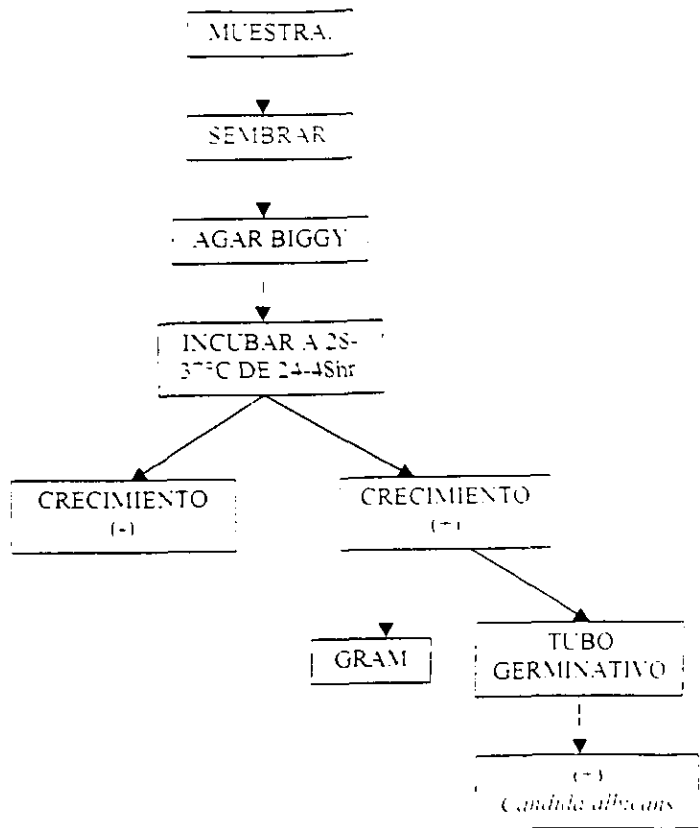 MUESTRA.
SEMBRAR
AGAR BIGGY
INCUBAR A 28-
37°C DE 24-48hr
CRECIMIENTO
(-)
CRECIMIENTO
(+)
GRAM
TUBO
GERMINATIVO
(+)
Candida albicans